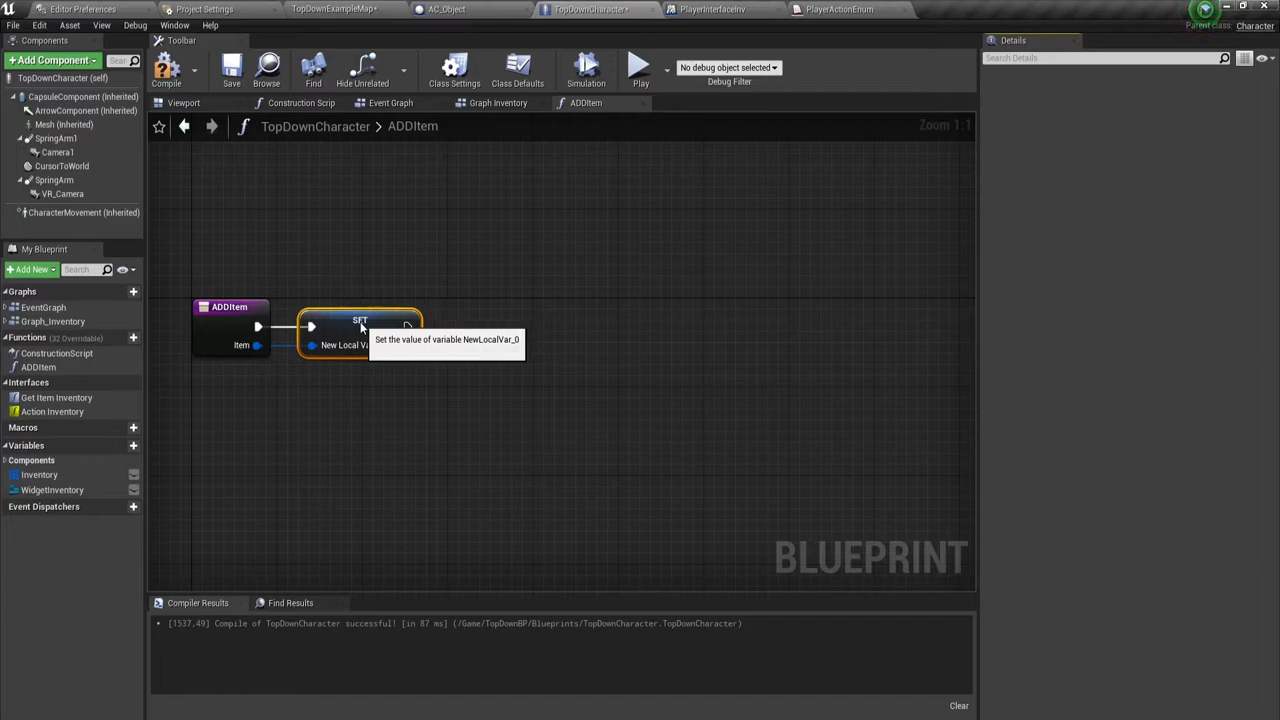 Editor Preferences
Project Settings
TopDownExampleMap*
AC_Object
TopDownCharacter*
PlayerInterfaceInv
PlayerActionEnum
File
Edit
Asset
View
Debug
Window
Help
Parent class: Character
Components
Toolbar
Details
+ Add Component
Sear
Search Details
Compile
Save
Browse
Find
Hide Unrelated
Class Settings
Class Defaults
Simulation
Play
No debug object selected
Debug Filter
TopDownCharacter (self)
CapsuleComponent (Inherited)
ArrowComponent (Inherited)
Mesh (Inherited)
SpringArm1
Camera1
CursorToWorld
SpringArm
VR_Camera
CharacterMovement (Inherited)
Viewport
Construction Scrip
Event Graph
Graph Inventory
ADDItem
TopDownCharacter > ADDItem
Zoom 1:1
My Blueprint
+ Add New
Search
Graphs
EventGraph
Graph_Inventory
Functions (32 Overridable)
ConstructionScript
ADDItem
Interfaces
Get Item Inventory
Action Inventory
Macros
Variables
Components
Inventory
WidgetInventory
Event Dispatchers
ADDItem
Item
SET
New Local Va
Set the value of variable NewLocalVar_0
BLUEPRINT
Compiler Results
Find Results
[1537.49] Compile of TopDownCharacter successful! [in 87 ms] (/Game/TopDownBP/Blueprints/TopDownCharacter.TopDownCharacter)
Clear